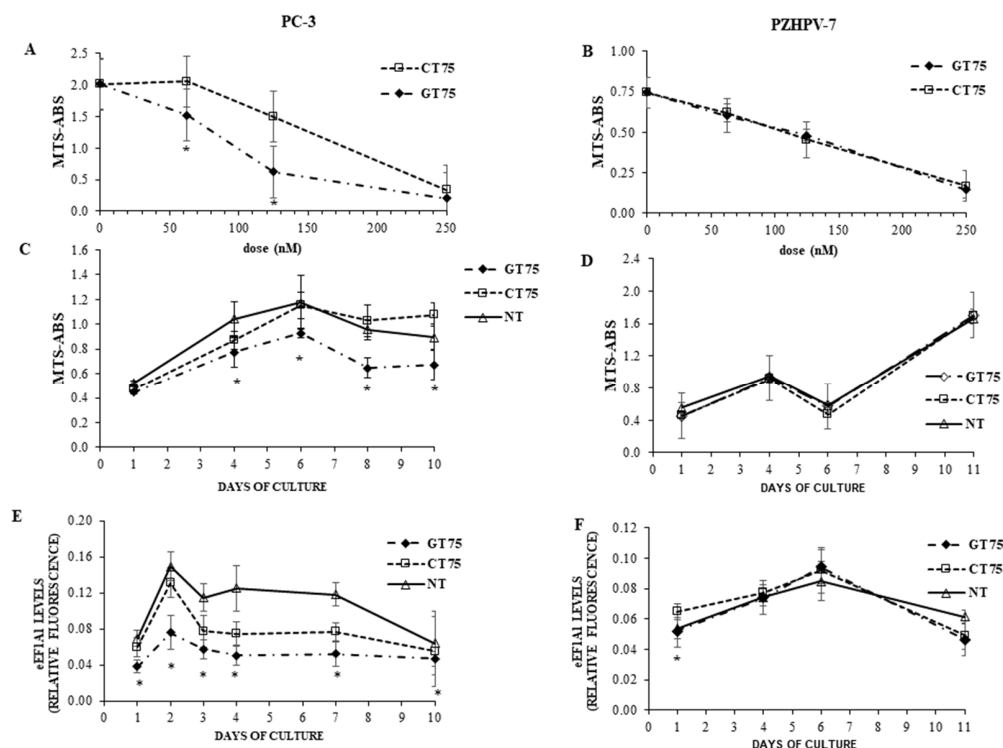 PC-3
PZHPV-7
A
MTS-ABS
2.5
2.0
1.5
1.0
0.5
0.0
0 50 100 150 200 250
dose (nM)
CT75
GT75
*
*
B
MTS-ABS
1.00
0.75
0.50
0.25
0.00
0 25 50 75 100 125 150 175 200 225 250
dose (nM)
GT75
CT75
C
MTS-ABS
1.6
1.4
1.2
1.0
0.8
0.6
0.4
0.2
0.0
0 1 2 3 4 5 6 7 8 9 10
DAYS OF CULTURE
GT75
CT75
NT
*
*
*
*
D
MTS-ABS
2.4
2.0
1.6
1.2
0.8
0.4
0.0
0 1 2 3 4 5 6 7 8 9 10 11
DAYS OF CULTURE
GT75
CT75
NT
E
eEF1A1 LEVELS
(RELATIVE FLUORESCENCE)
0.20
0.16
0.12
0.08
0.04
0.00
0 1 2 3 4 5 6 7 8 9 10
DAYS OF CULTURE
GT75
CT75
NT
*
*
*
*
*
*
F
eEF1A1 LEVELS
(RELATIVE FLUORESCENCE)
0.12
0.10
0.08
0.06
0.04
0.02
0.00
0 1 2 3 4 5 6 7 8 9 10 11
DAYS OF CULTURE
GT75
CT75
NT
*